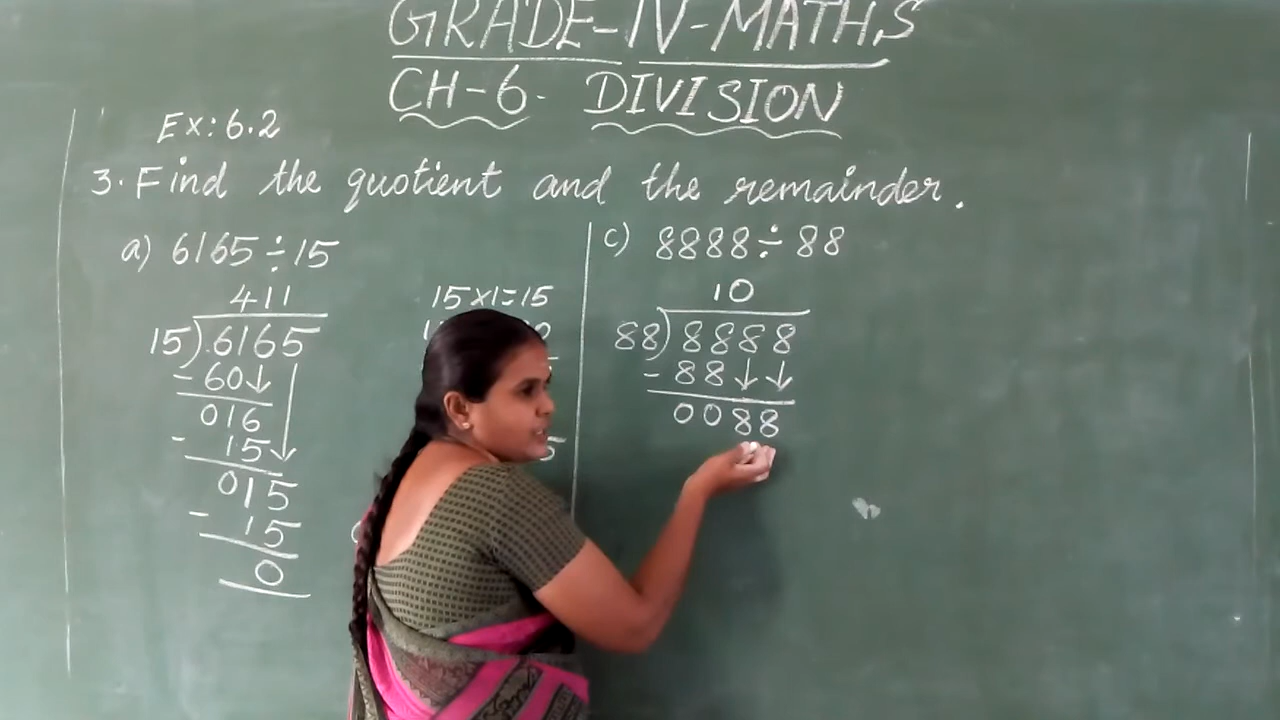 GRADE-IV-MATHS
CH-6. DIVISION
Ex: 6.2
3. Find the quotient and the remainder.
a) 6165 ÷ 15
411
15)6165
- 60↓
016
- 15↓
015
- 15
0
15×1=15
5
c) 8888 ÷ 88
10
88)8888
- 88↓↓
0088